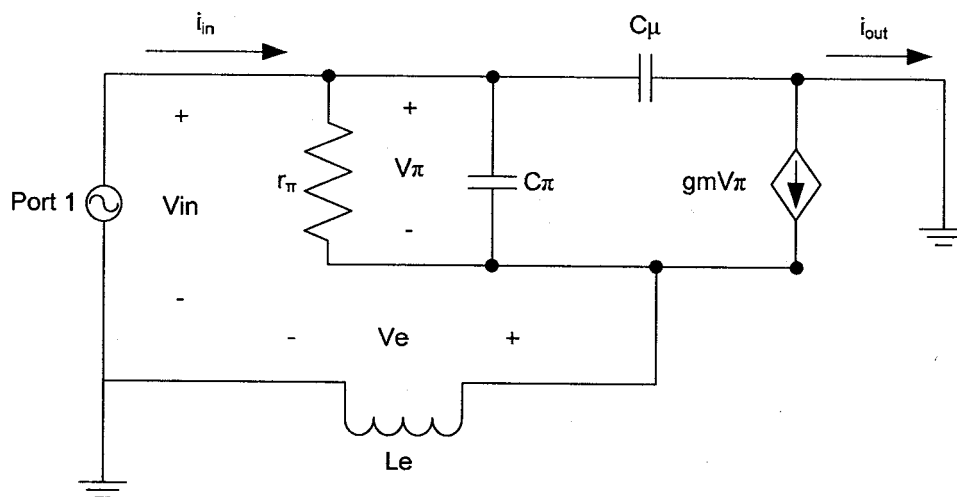 i_in
Cμ
i_out
+
+
Port 1
Vin
r_π
Vπ
Cπ
gmVπ
-
-
-
Ve
+
Le